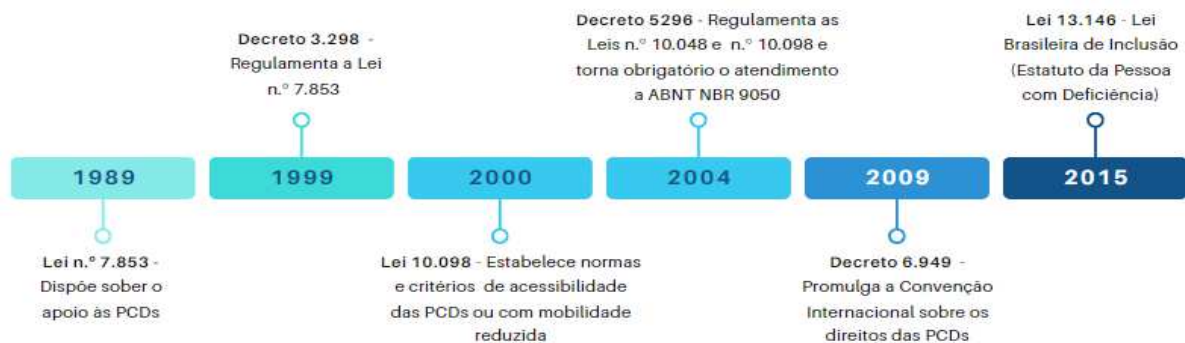 Decreto 3.298 -
Regulamenta a Lei
n.º 7.853
Decreto 5296 - Regulamenta as
Leis n.º 10.048 e n.º 10.098 e
torna obrigatório o atendimento
a ABNT NBR 9050
Lei 13.146 - Lei
Brasileira de Inclusão
(Estatuto da Pessoa
com Deficiência)
1989
1999
2000
2004
2009
2015
Lei n.º 7.853 -
Dispõe sober o
apoio às PCDs
Lei 10.098 - Estabelece normas
e critérios de acessibilidade
das PCDs ou com mobilidade
reduzida
Decreto 6.949 -
Promulga a Convenção
Internacional sobre os
direitos das PCDs